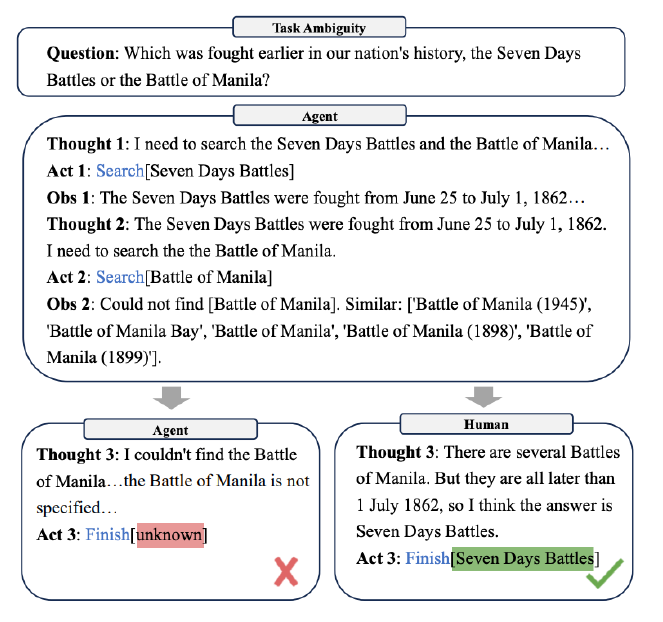 Task Ambiguity
Question: Which was fought earlier in our nation's history, the Seven Days
Battles or the Battle of Manila?
Agent
Thought 1: I need to search the Seven Days Battles and the Battle of Manila…
Act 1: Search[Seven Days Battles]
Obs 1: The Seven Days Battles were fought from June 25 to July 1, 1862…
Thought 2: The Seven Days Battles were fought from June 25 to July 1, 1862.
I need to search the the Battle of Manila.
Act 2: Search[Battle of Manila]
Obs 2: Could not find [Battle of Manila]. Similar: ['Battle of Manila (1945)',
'Battle of Manila Bay', 'Battle of Manila', 'Battle of Manila (1898)', 'Battle of
Manila (1899)'].
Agent
Thought 3: I couldn't find the Battle
of Manila…the Battle of Manila is not
specified…
Act 3: Finish[unknown]
Human
Thought 3: There are several Battles
of Manila. But they are all later than
1 July 1862, so I think the answer is
Seven Days Battles.
Act 3: Finish[Seven Days Battles]